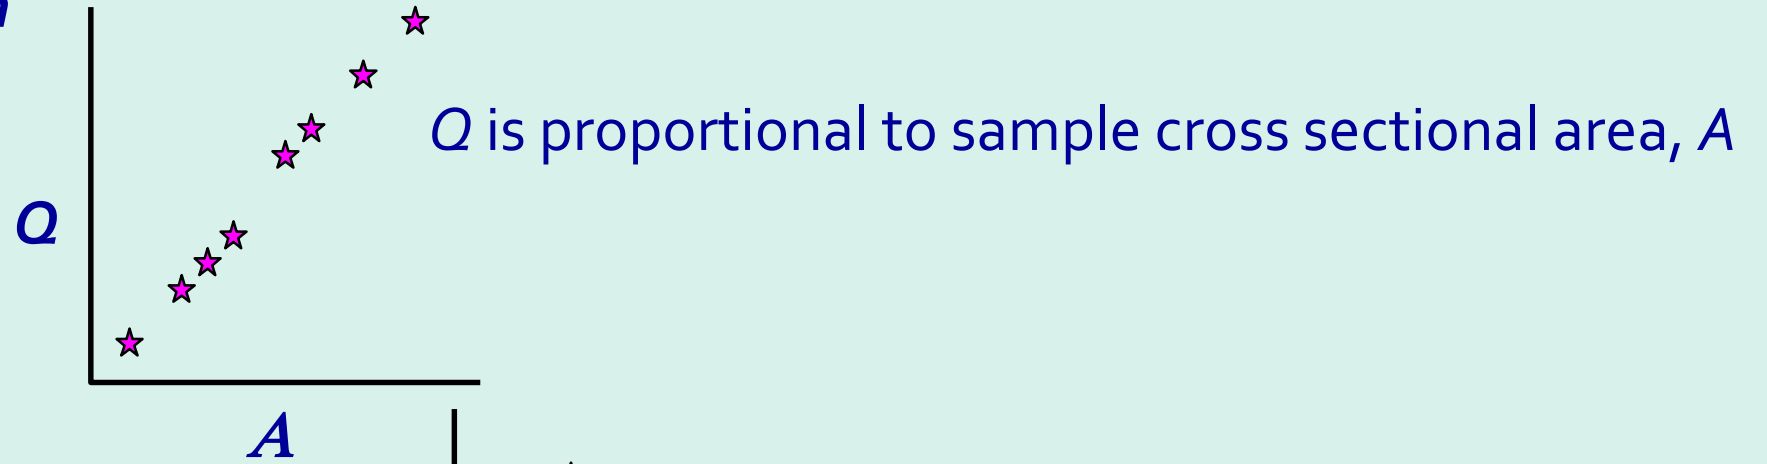 Q is proportional to sample cross sectional area, A
Q
A